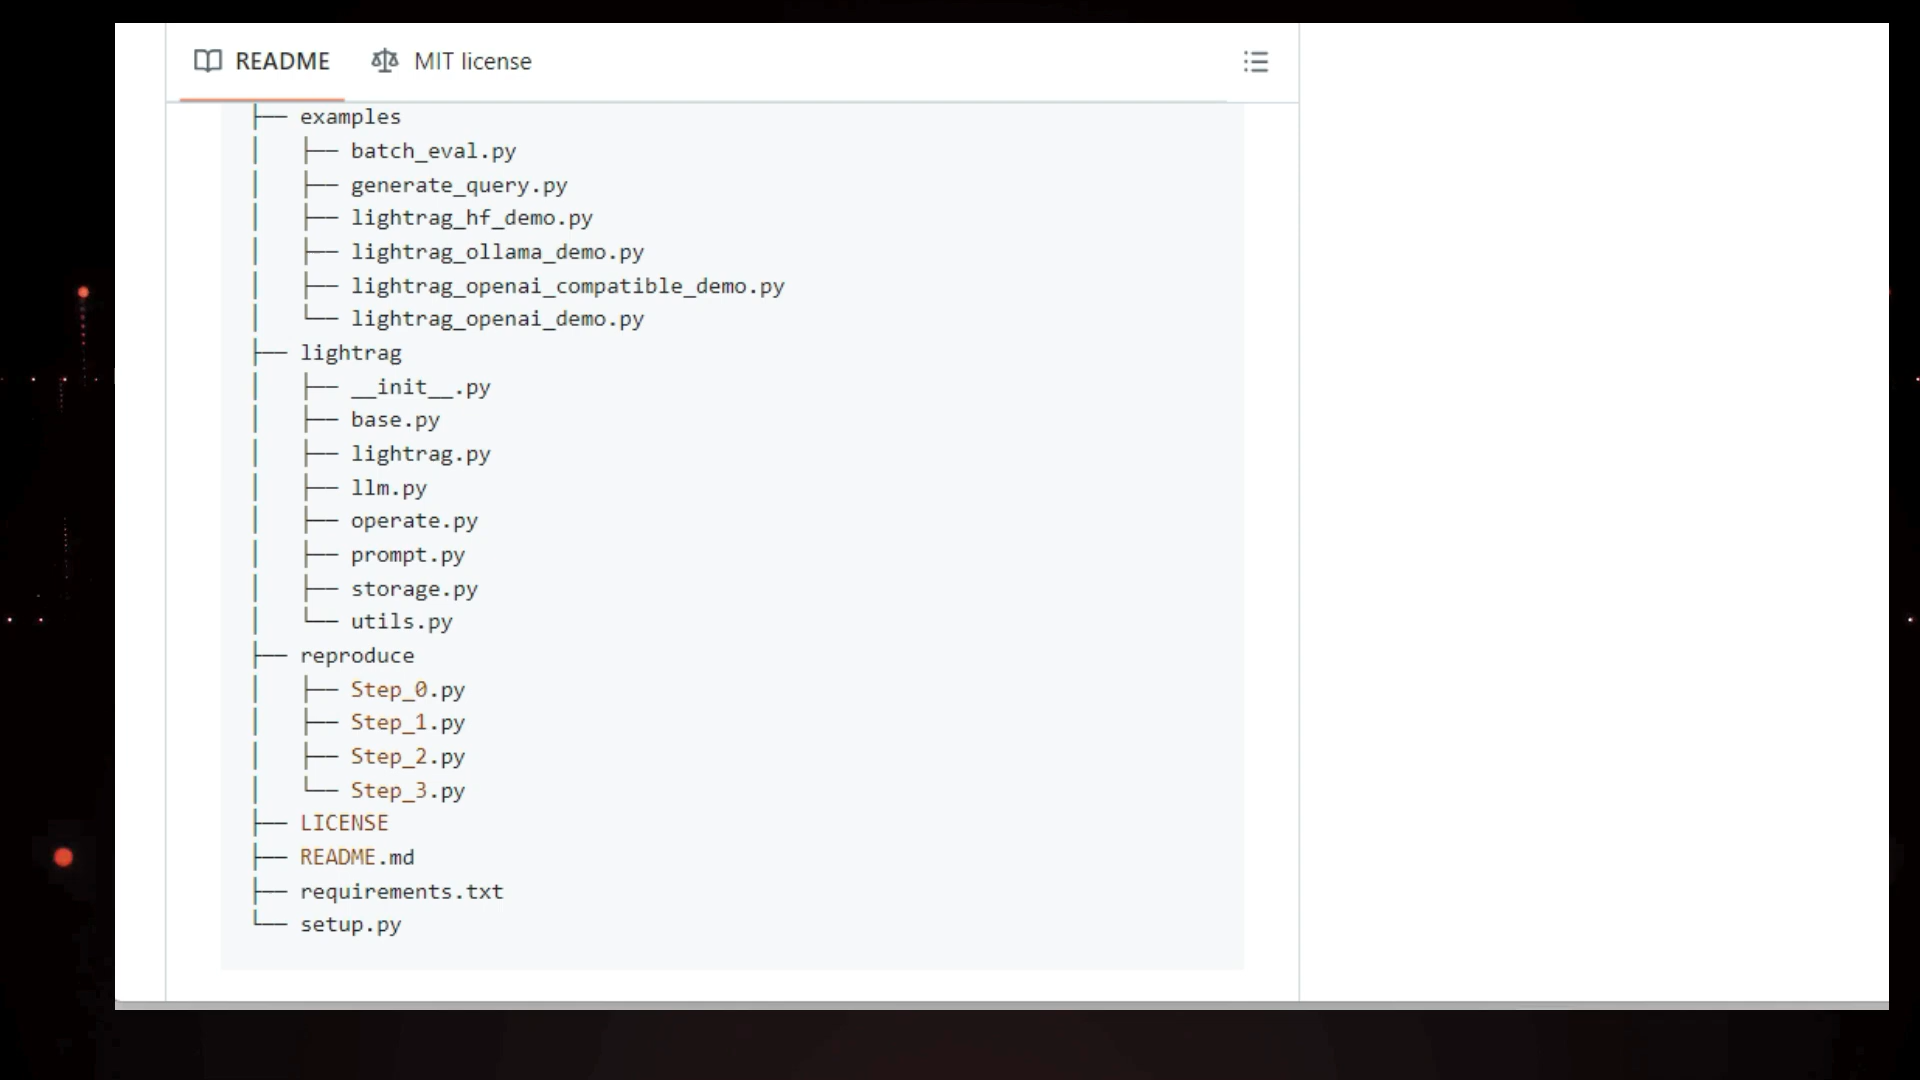 README MIT license
├── examples
│   ├── batch_eval.py
│   ├── generate_query.py
│   ├── lightrag_hf_demo.py
│   ├── lightrag_ollama_demo.py
│   ├── lightrag_openai_compatible_demo.py
│   └── lightrag_openai_demo.py
├── lightrag
│   ├── __init__.py
│   ├── base.py
│   ├── lightrag.py
│   ├── llm.py
│   ├── operate.py
│   ├── prompt.py
│   ├── storage.py
│   └── utils.py
├── reproduce
│   ├── Step_0.py
│   ├── Step_1.py
│   ├── Step_2.py
│   └── Step_3.py
├── LICENSE
├── README.md
├── requirements.txt
└── setup.py